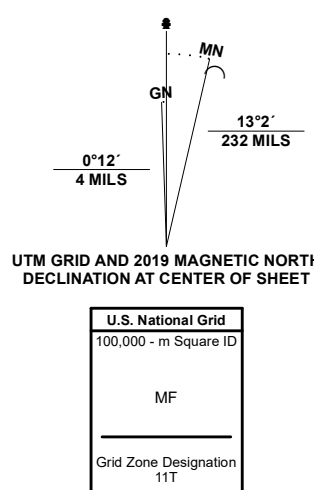 MN
GN
13°2´
232 MILS
0°12´
4 MILS
UTM GRID AND 2019 MAGNETIC NORTH
DECLINATION AT CENTER OF SHEET
U.S. National Grid
100,000 - m Square ID
MF
Grid Zone Designation
11T